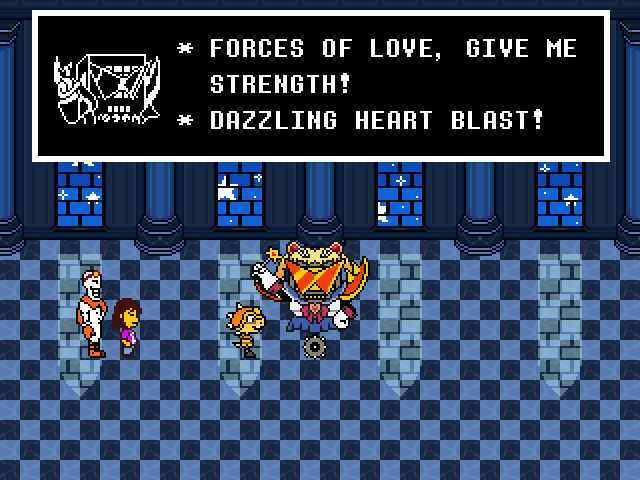 * FORCES OF LOVE, GIVE ME
STRENGTH!
* DAZZLING HEART BLAST!